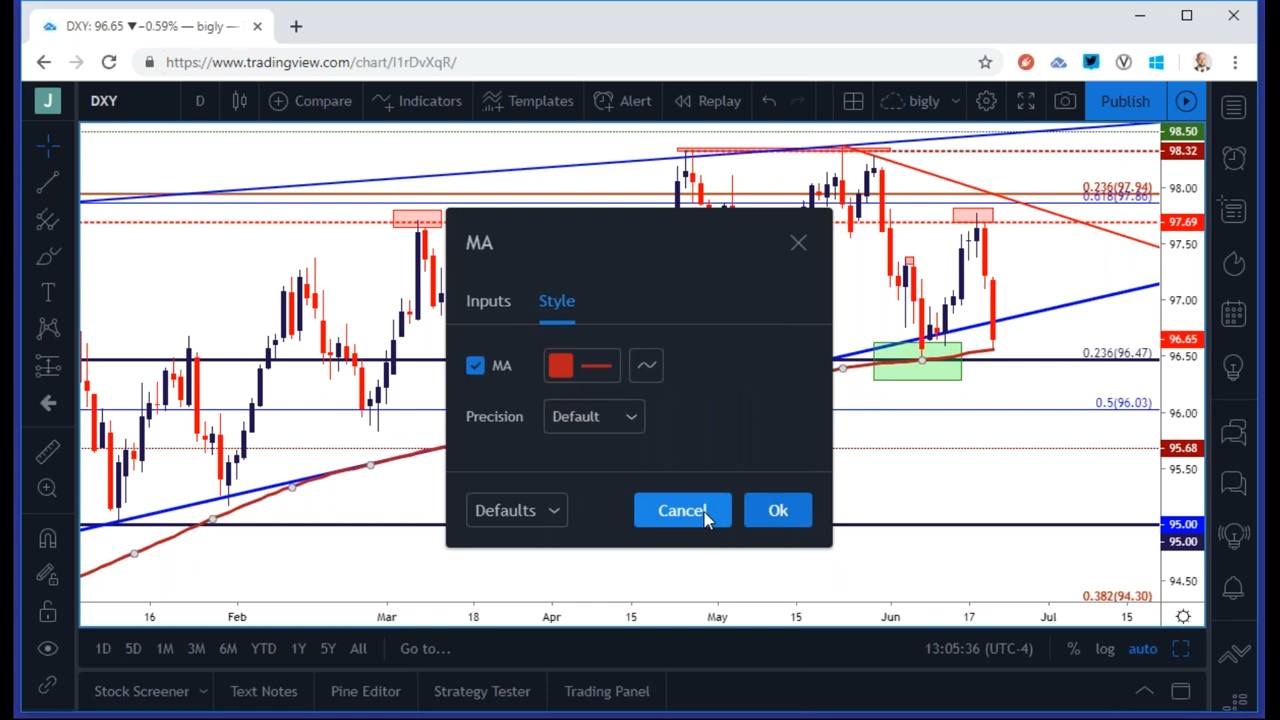 DXY: 96.65 ▼−0.59% — bigly —
https://www.tradingview.com/chart/I1rDvXqR/
J DXY D Compare Indicators Templates Alert Replay bigly Publish
98.50
98.32
0.236(97.94)
98.00
0.618(97.86)
97.69
97.50
97.00
96.65
0.236(96.47)
96.50
0.5(96.03)
96.00
95.68
95.50
95.00
95.00
94.50
0.382(94.30)
MA
Inputs Style
MA
Precision Default
Defaults Cancel Ok
16 Feb Mar 18 Apr 15 May 15 Jun 17 Jul 15
1D 5D 1M 3M 6M YTD 1Y 5Y All Go to... 13:05:36 (UTC-4) % log auto
Stock Screener Text Notes Pine Editor Strategy Tester Trading Panel